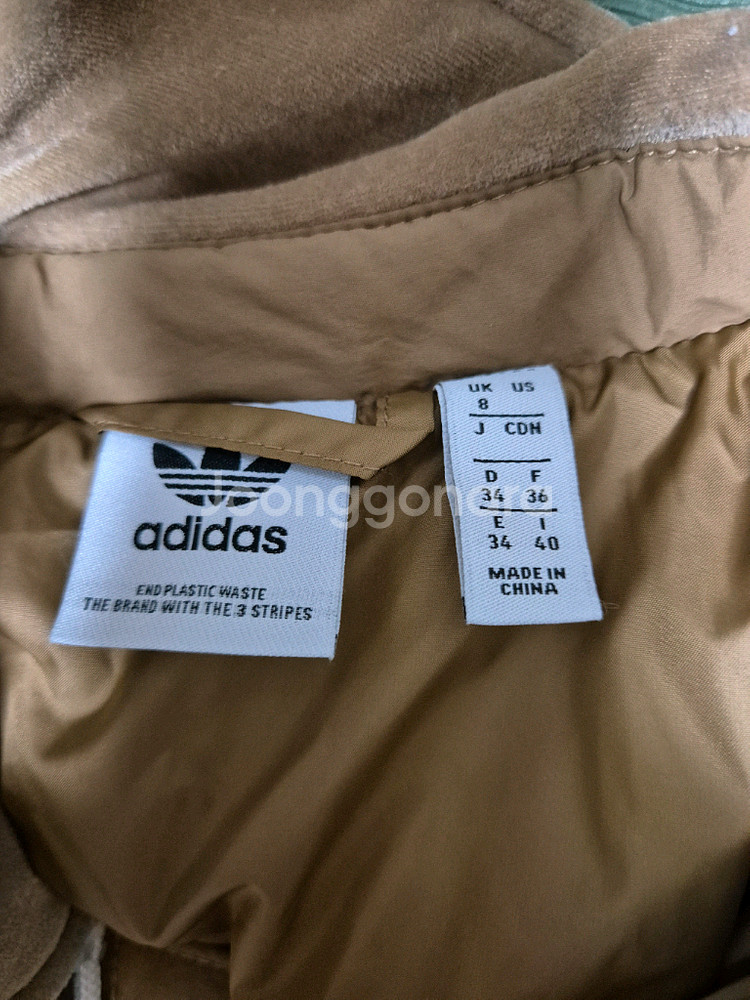 adidas
END PLASTIC WASTE
THE BRAND WITH THE 3 STRIPES
UK US
8
J CDN
D F
34 36
E I
34 40
MADE IN
CHINA
Joonggonara